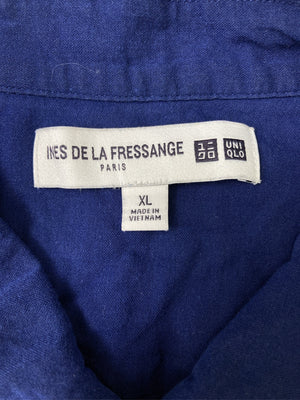 INES DE LA FRESSANGE
PARIS
ユニ
クロ
UNI
QLO
XL
MADE IN
VIETNAM